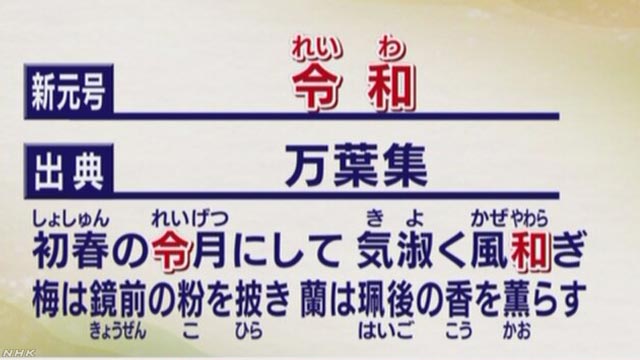 れいわ
新元号 令和
出典 万葉集
しょしゅん れいげつ きよ かぜ やわら
初春の令月にして 気淑く風和ぎ
梅は鏡前の粉を披き 蘭は珮後の香を薫らす
きょうぜん こ ひら はいご こう かお
NHK